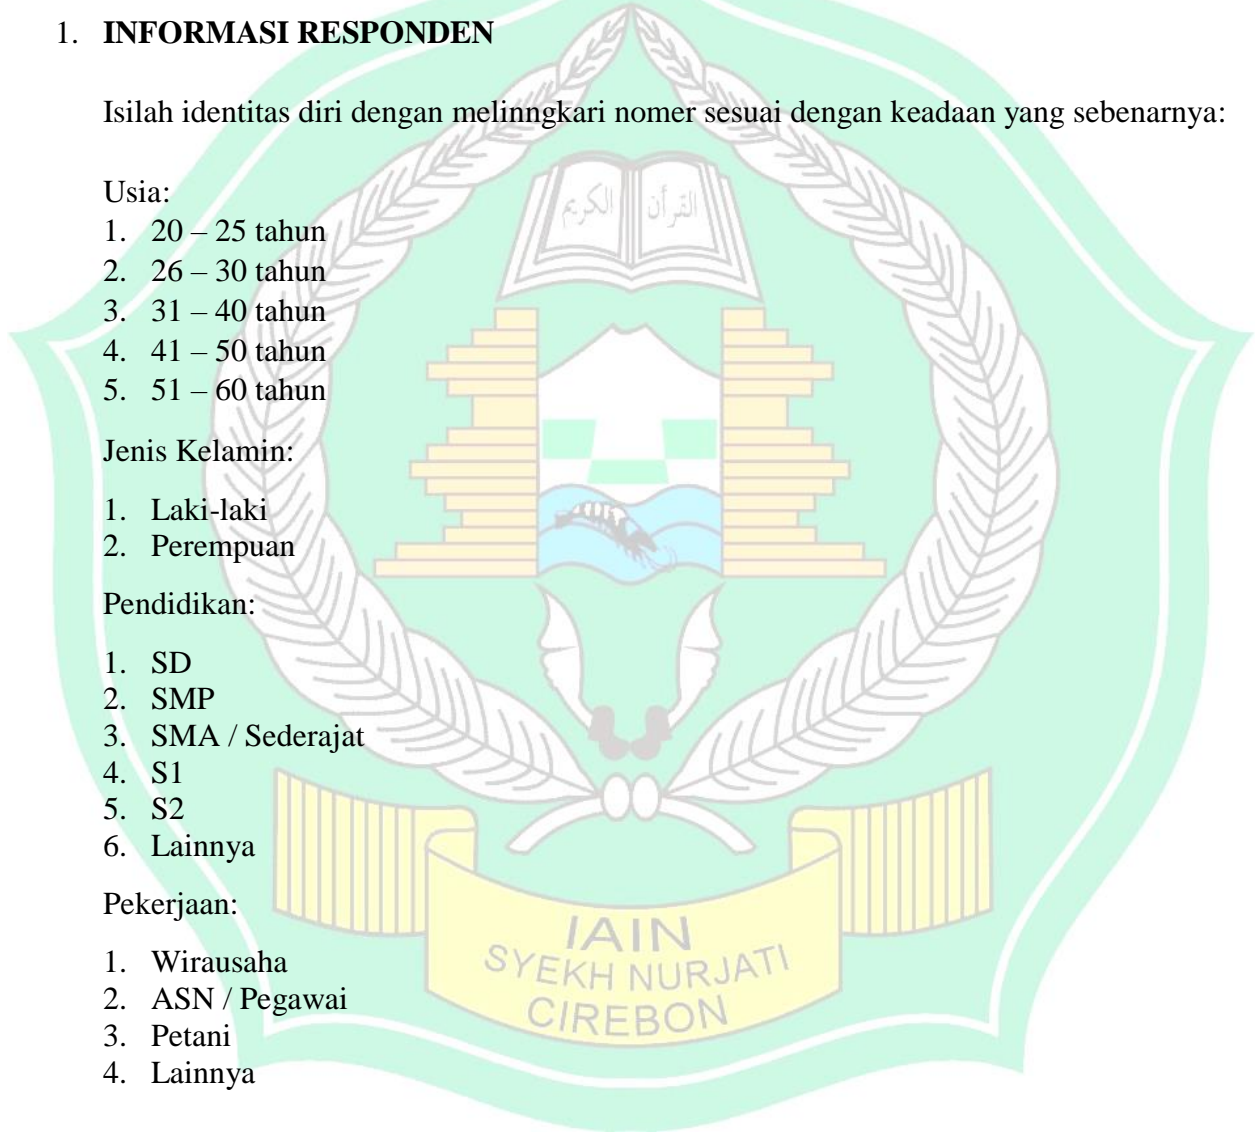 1. INFORMASI RESPONDEN
Isilah identitas diri dengan melinngkari nomer sesuai dengan keadaan yang sebenarnya:
Usia:
1. 20 – 25 tahun
2. 26 – 30 tahun
3. 31 – 40 tahun
4. 41 – 50 tahun
5. 51 – 60 tahun
Jenis Kelamin:
1. Laki-laki
2. Perempuan
Pendidikan:
1. SD
2. SMP
3. SMA / Sederajat
4. S1
5. S2
6. Lainnya
Pekerjaan:
1. Wirausaha
2. ASN / Pegawai
3. Petani
4. Lainnya
القرأن الكريم
IAIN
SYEKH NURJATI
CIREBON